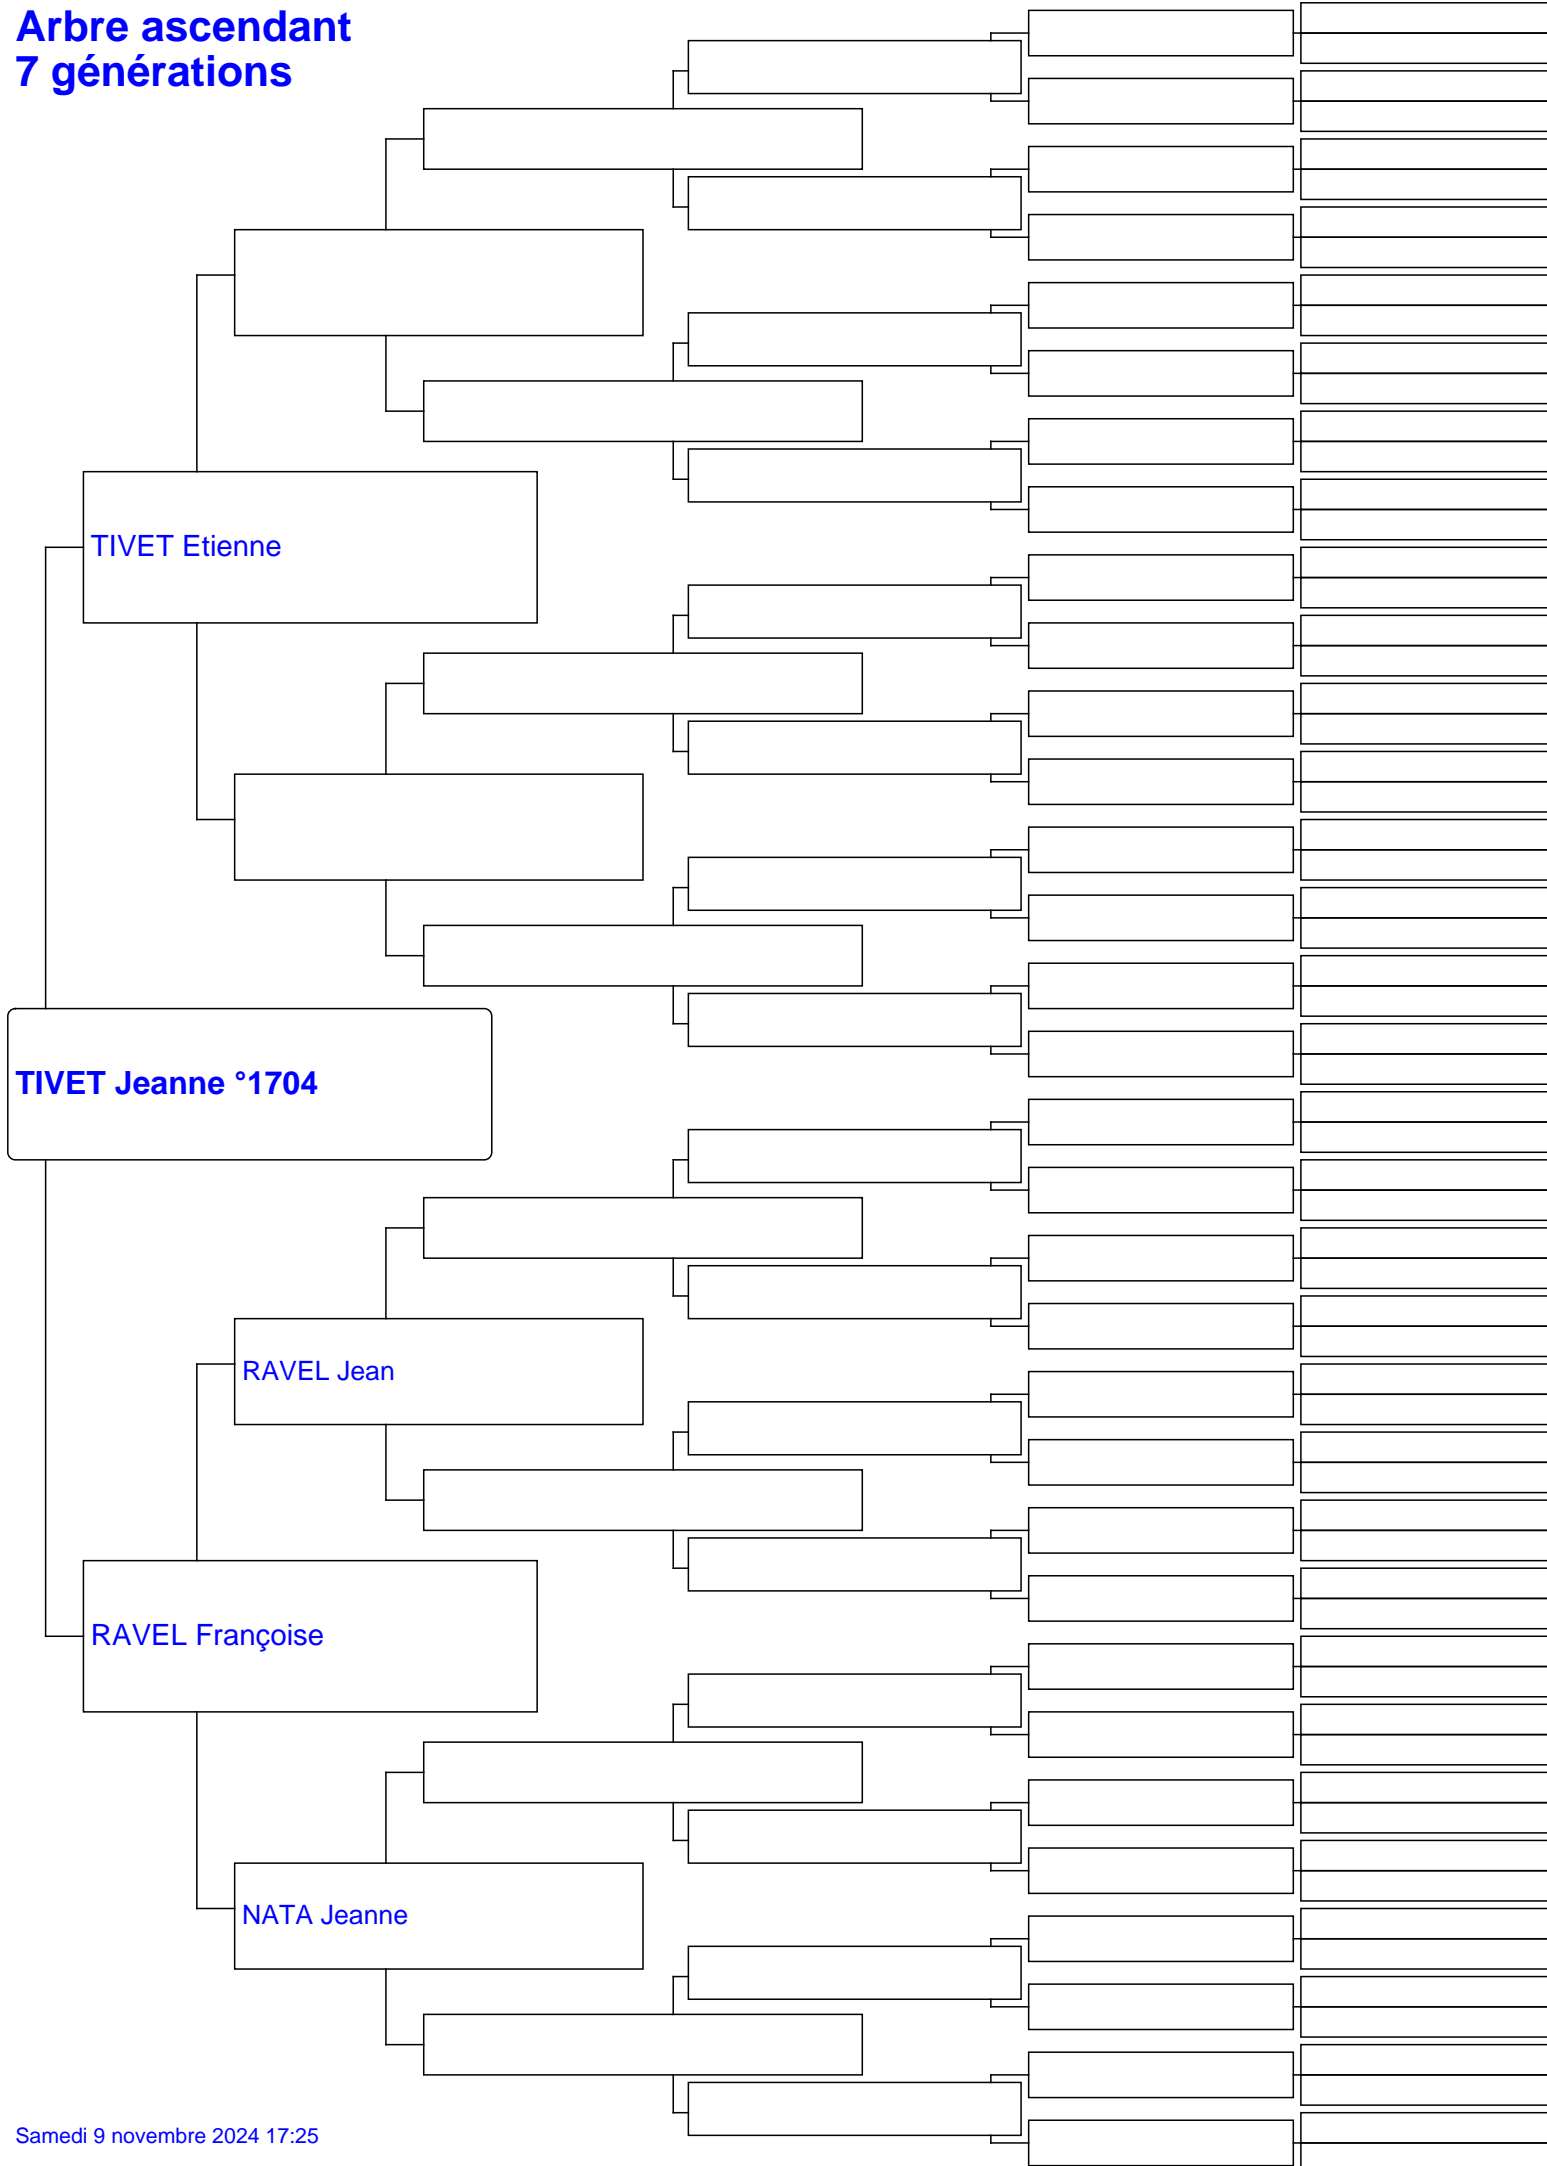 Arbre ascendant
7 générations
TIVET Etienne
TIVET Jeanne °1704
RAVEL Jean
RAVEL Françoise
NATA Jeanne
Samedi 9 novembre 2024 17:25